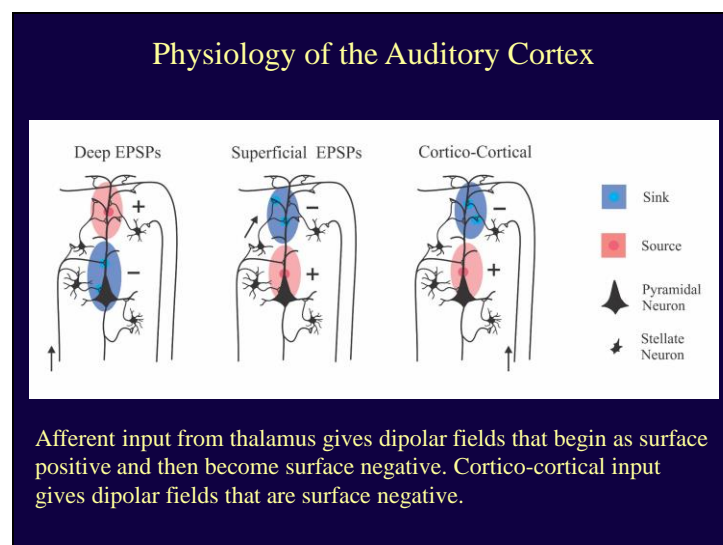 Physiology of the Auditory Cortex
Deep EPSPs
Superficial EPSPs
Cortico-Cortical
+
−
−
+
−
+
Sink
Source
Pyramidal
Neuron
Stellate
Neuron
Afferent input from thalamus gives dipolar fields that begin as surface
positive and then become surface negative. Cortico-cortical input
gives dipolar fields that are surface negative.